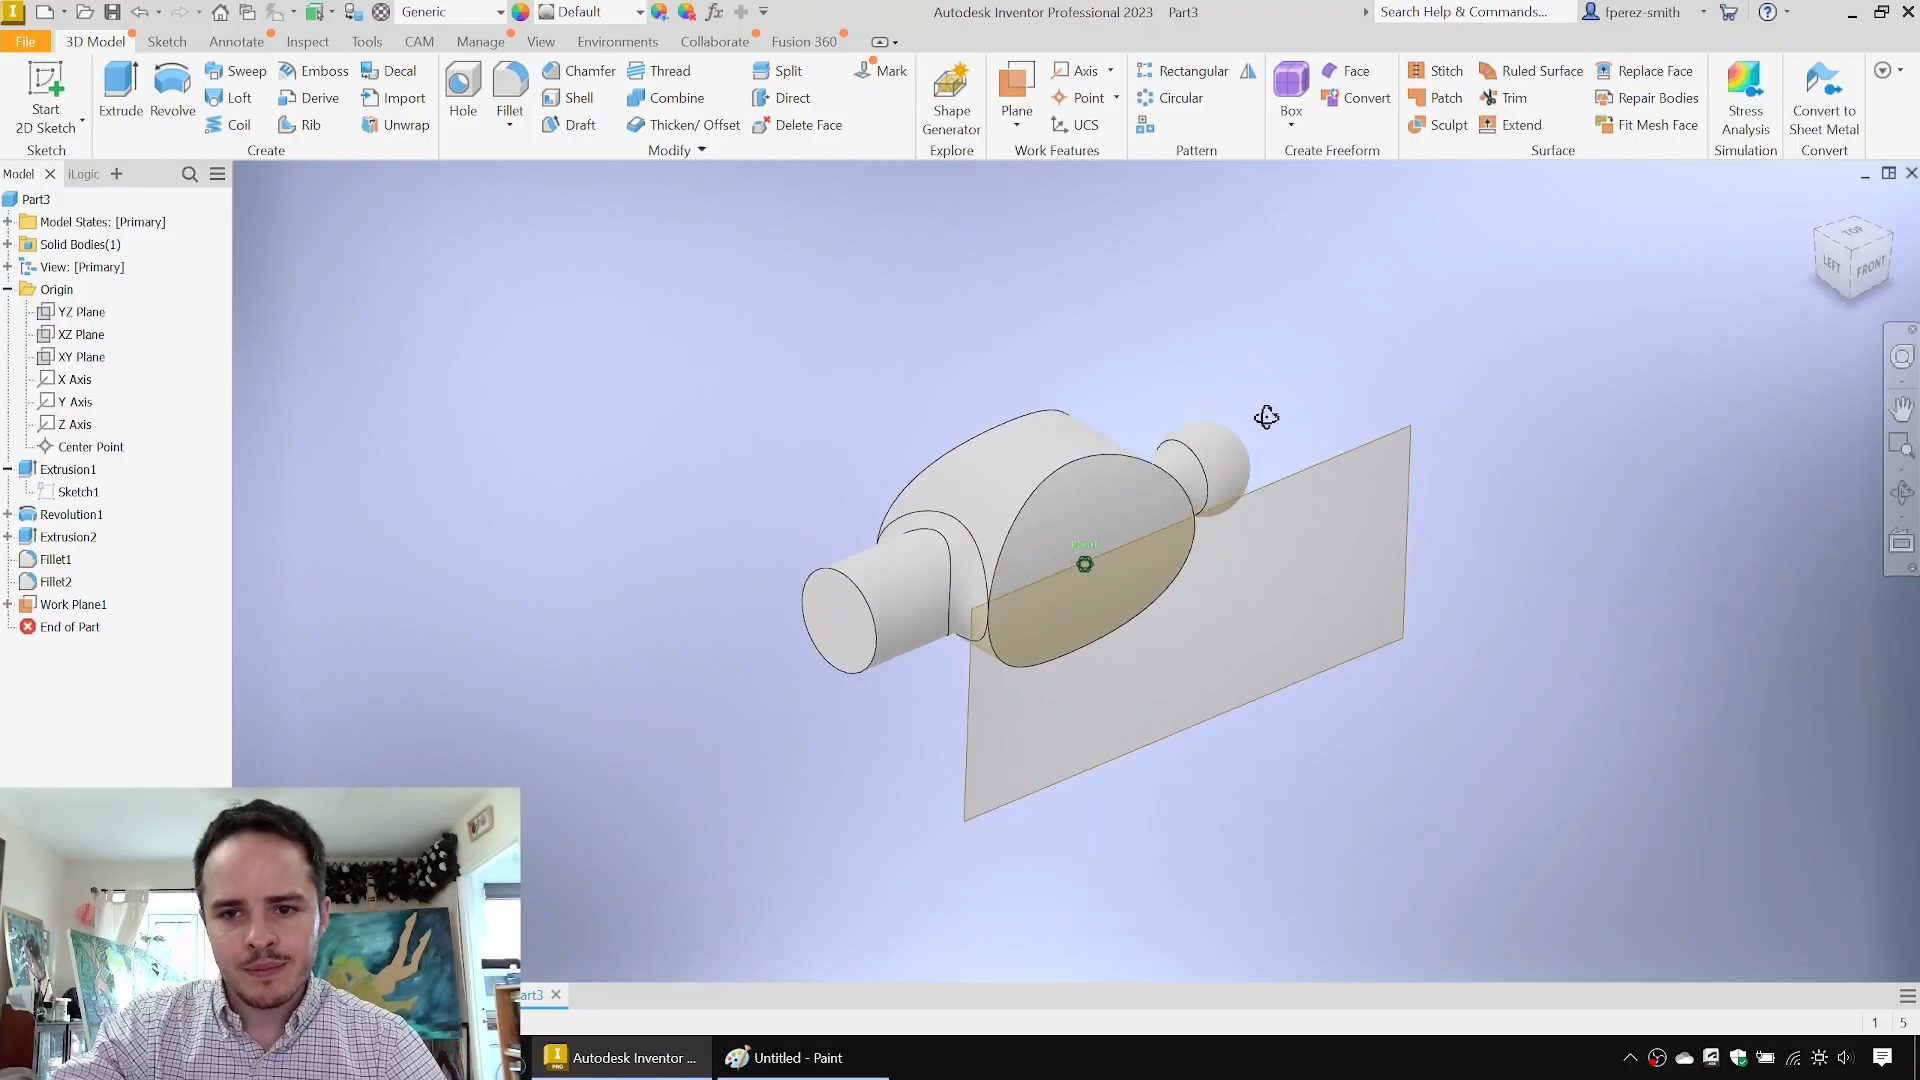 Generic
Default
fx
Autodesk Inventor Professional 2023 Part3
Search Help & Commands...
fperez-smith
File
3D Model
Sketch
Annotate
Inspect
Tools
CAM
Manage
View
Environments
Collaborate
Fusion 360
Start
2D Sketch
Sketch
Extrude
Revolve
Sweep
Emboss
Decal
Loft
Derive
Import
Coil
Rib
Unwrap
Create
Hole
Fillet
Chamfer
Thread
Split
Shell
Combine
Direct
Draft
Thicken/ Offset
Delete Face
Modify
Mark
Shape
Generator
Explore
Plane
Axis
Point
UCS
Work Features
Rectangular
Circular
Pattern
Box
Face
Convert
Create Freeform
Stitch
Ruled Surface
Replace Face
Patch
Trim
Repair Bodies
Sculpt
Extend
Fit Mesh Face
Surface
Stress
Analysis
Simulation
Convert to
Sheet Metal
Convert
Model
iLogic
Part3
Model States: [Primary]
Solid Bodies(1)
View: [Primary]
Origin
YZ Plane
XZ Plane
XY Plane
X Axis
Y Axis
Z Axis
Center Point
Extrusion1
Sketch1
Revolution1
Extrusion2
Fillet1
Fillet2
Work Plane1
End of Part
TOP
LEFT
FRONT
PIVOT
art3
1 5
Autodesk Inventor ...
Untitled - Paint